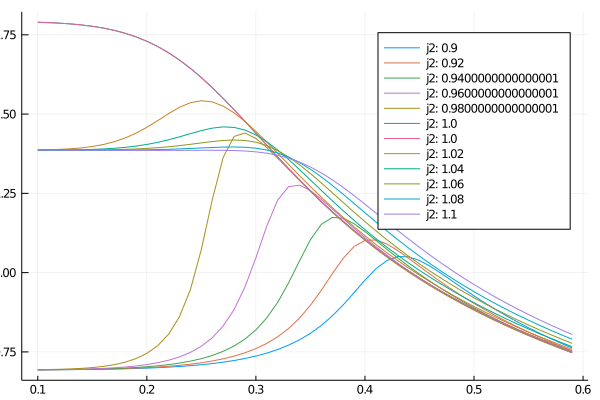 .75
.50
.25
.00
.75
0.1 0.2 0.3 0.4 0.5 0.6
j2: 0.9
j2: 0.92
j2: 0.9400000000000001
j2: 0.9600000000000001
j2: 0.9800000000000001
j2: 1.0
j2: 1.0
j2: 1.02
j2: 1.04
j2: 1.06
j2: 1.08
j2: 1.1